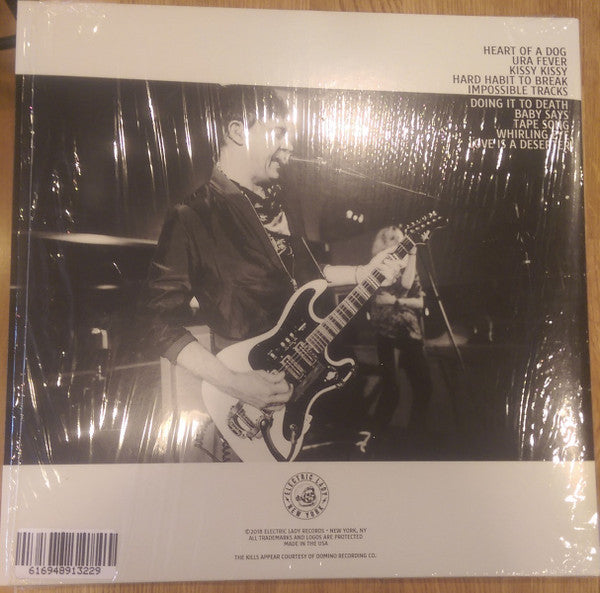 HEART OF A DOG
URA FEVER
KISSY KISSY
HARD HABIT TO BREAK
IMPOSSIBLE TRACKS
DOING IT TO DEATH
BABY SAYS
TAPE SONG
WHIRLING
LOVE IS A DESERTER
ELECTRIC LADY
NEW YORK
©2018 ELECTRIC LADY RECORDS - NEW YORK, NY
ALL TRADEMARKS AND LOGOS ARE PROTECTED
MADE IN THE USA
THE KILLS APPEAR COURTESY OF DOMINO RECORDING CO.
616948913229